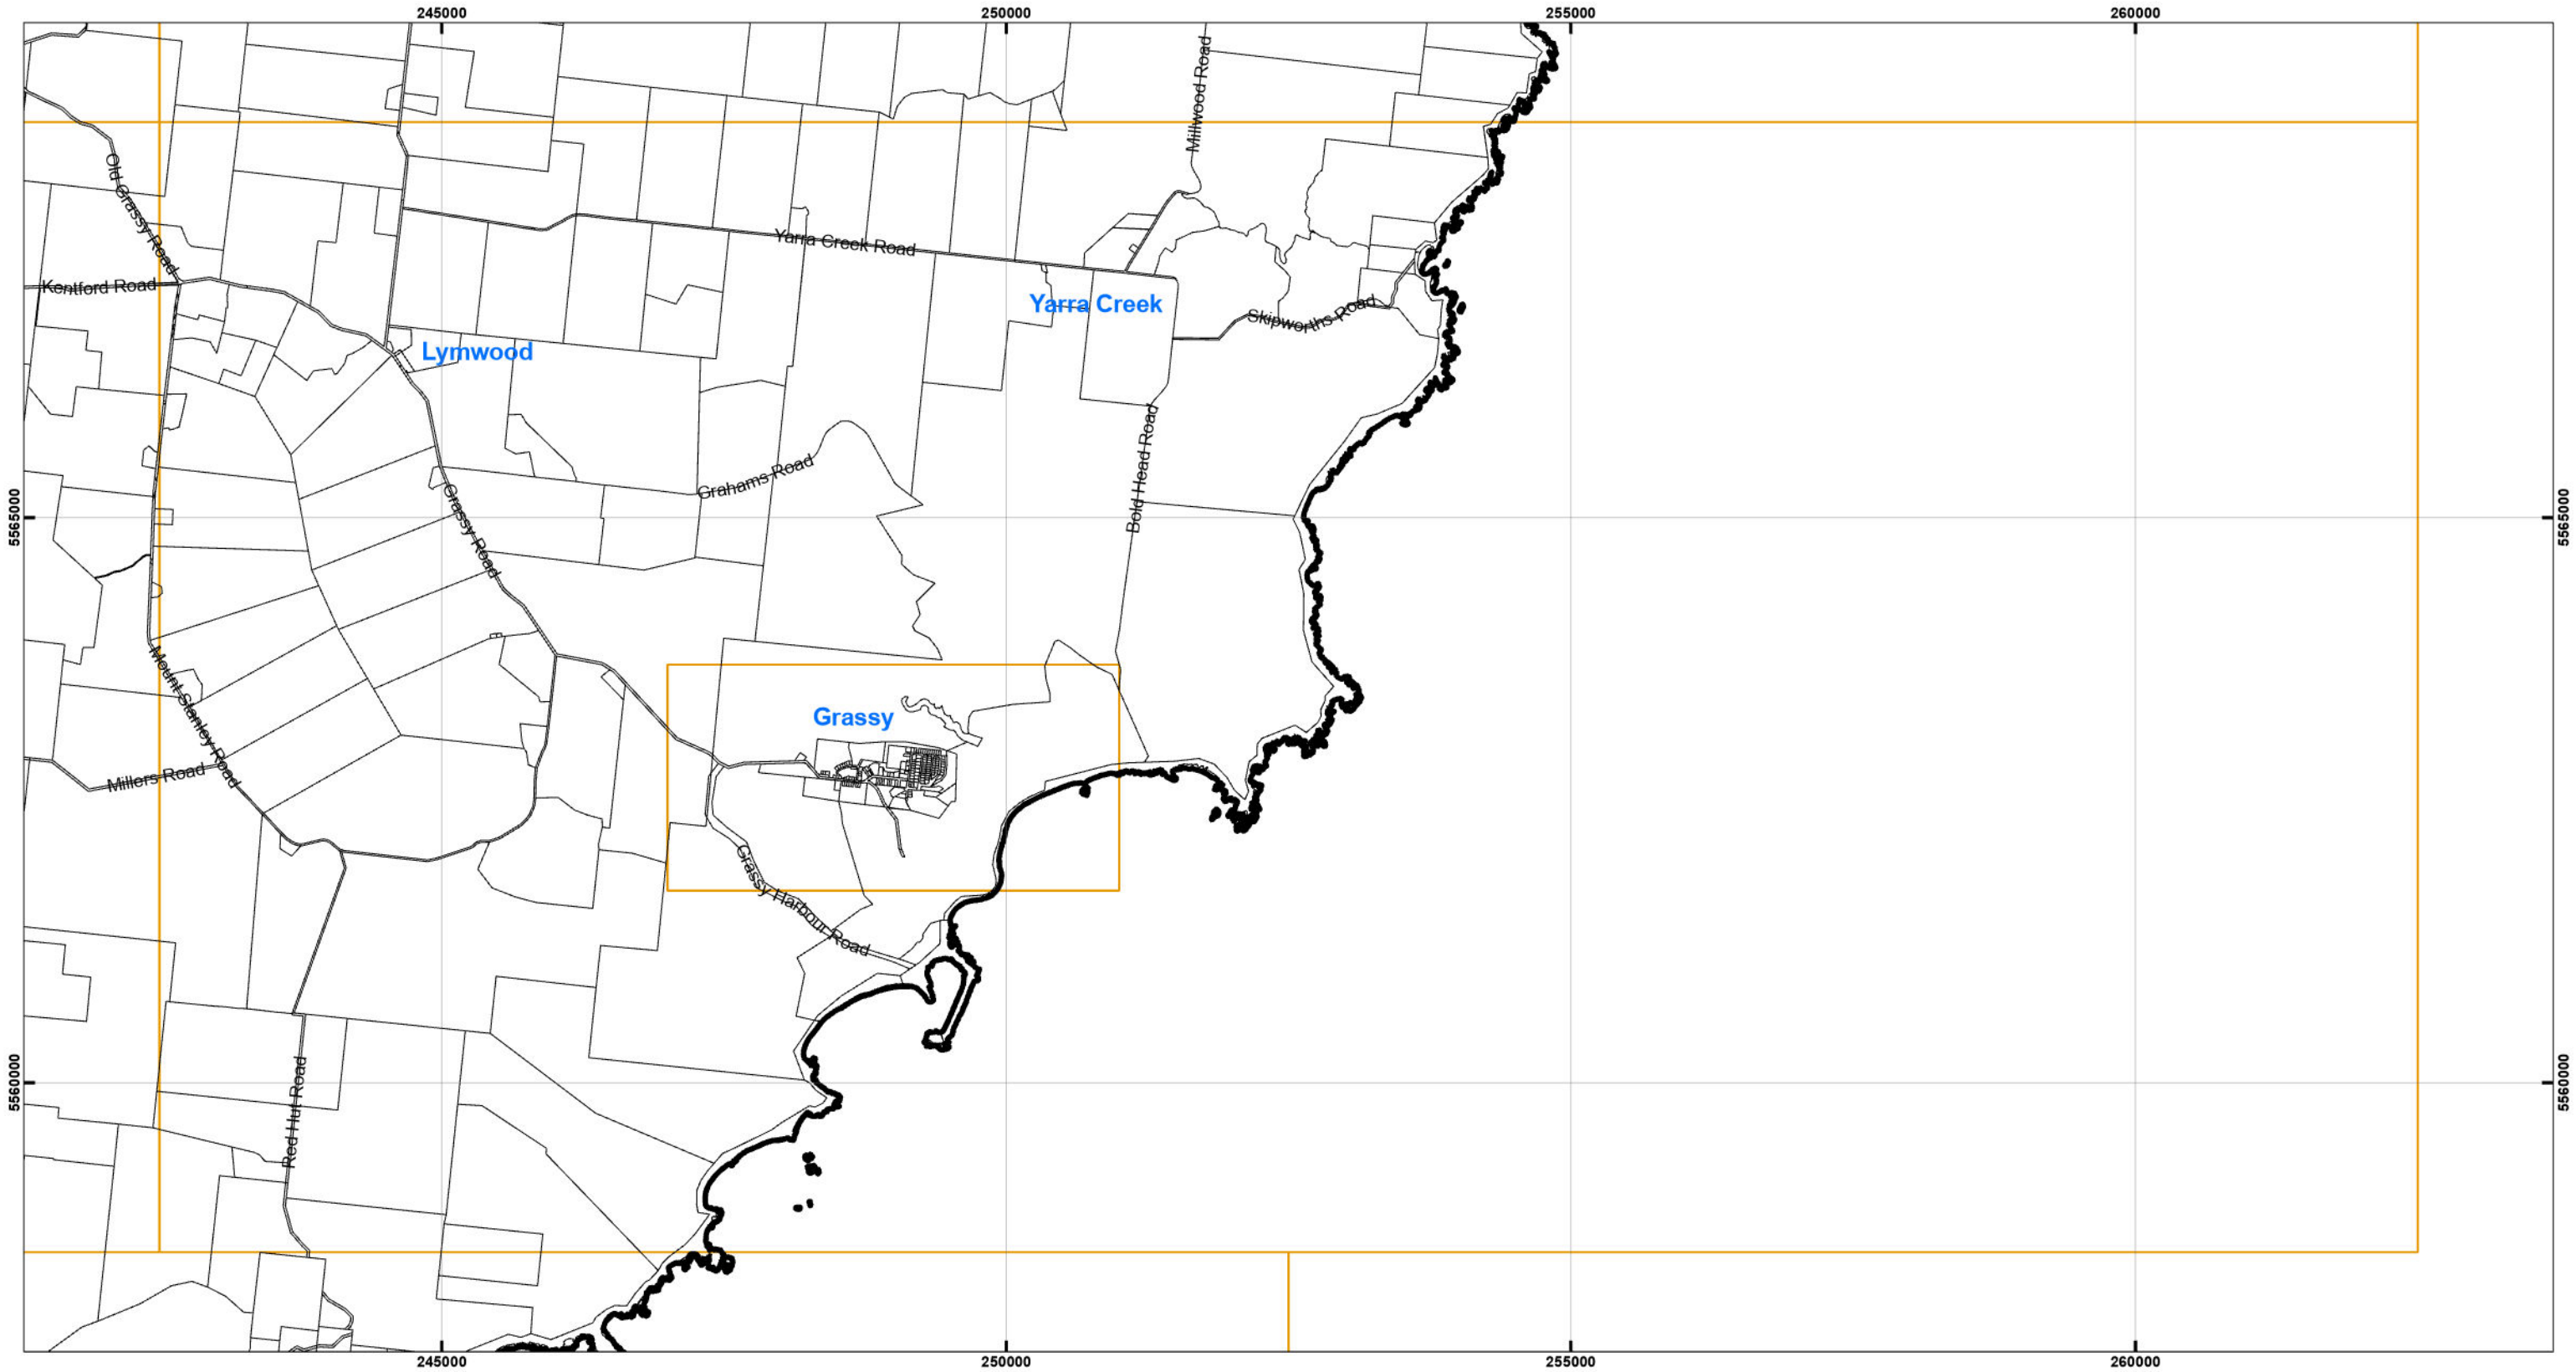 245000
250000
255000
260000
Millwood Road
Old Grassy Road
Yarra Creek Road
Kentford Road
Yarra Creek
Skipworths Road
Lymwood
Bold Head Road
Grahams Road
Grassy Road
5565000
5565000
Mount Stanley Road
Grassy
Millers Road
Grassy Harbour Road
5560000
5560000
Red Hut Road
245000
250000
255000
260000